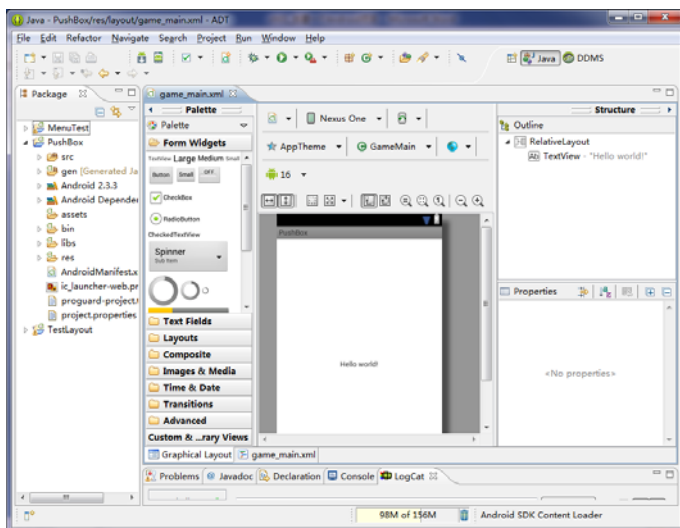 Java - PushBox/res/layout/game_main.xml - ADT
File Edit Refactor Navigate Search Project Run Window Help
Java DDMS
Package
MenuTest
PushBox
src
gen [Generated Ja
Android 2.3.3
Android Depender
assets
bin
libs
res
AndroidManifest.x
ic_launcher-web.pr
proguard-project.t
project.properties
TestLayout
game_main.xml
Palette
Palette
Form Widgets
TextView Large Medium Small
Button Small OFF
CheckBox
RadioButton
CheckedTextView
Spinner
Sub Item
Text Fields
Layouts
Composite
Images & Media
Time & Date
Transitions
Advanced
Custom & ...rary Views
Nexus One
AppTheme GameMain
16
PushBox
Hello world!
Structure
Outline
RelativeLayout
TextView - "Hello world!"
Properties
<No properties>
Graphical Layout game_main.xml
Problems Javadoc Declaration Console LogCat
98M of 156M Android SDK Content Loader